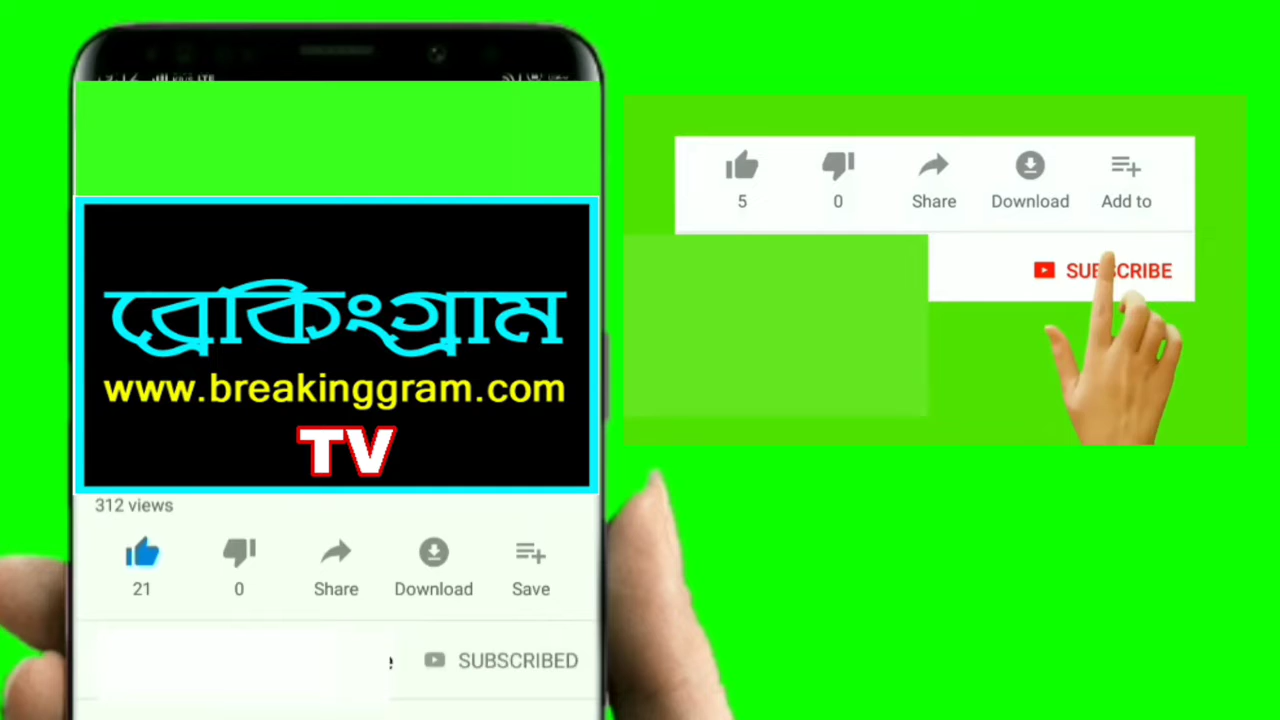 ব্রেকিংগ্রাম
www.breakinggram.com
TV
312 views
21 0 Share Download Save
SUBSCRIBED
5 0 Share Download Add to
SUBSCRIBE